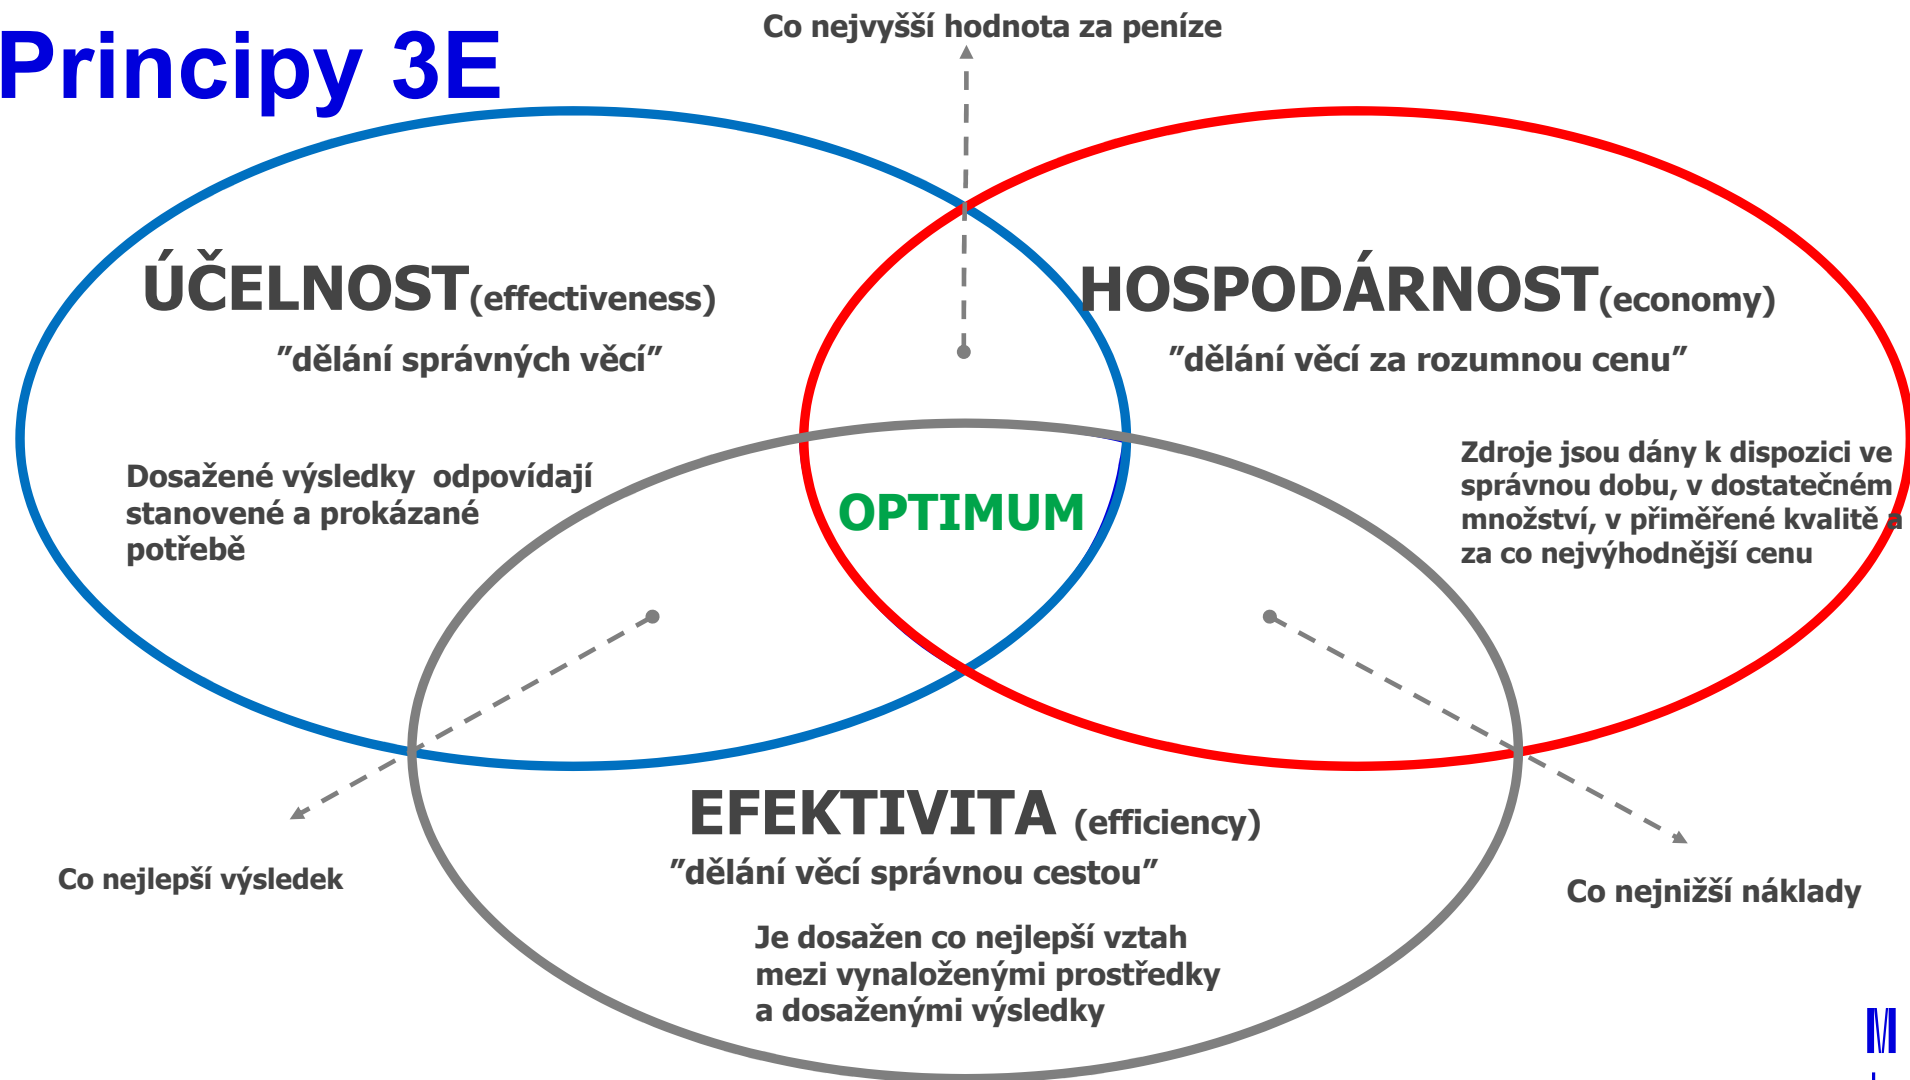 Principy 3E
Co nejvyšší hodnota za peníze
ÚČELNOST(effectiveness)
”dělání správných věcí”
Dosažené výsledky odpovídají
stanovené a prokázané
potřebě
HOSPODÁRNOST(economy)
”dělání věcí za rozumnou cenu”
Zdroje jsou dány k dispozici ve
správnou dobu, v dostatečném
množství, v přiměřené kvalitě a
za co nejvýhodnější cenu
OPTIMUM
EFEKTIVITA (efficiency)
”dělání věcí správnou cestou”
Je dosažen co nejlepší vztah
mezi vynaloženými prostředky
a dosaženými výsledky
Co nejlepší výsledek
Co nejnižší náklady
M